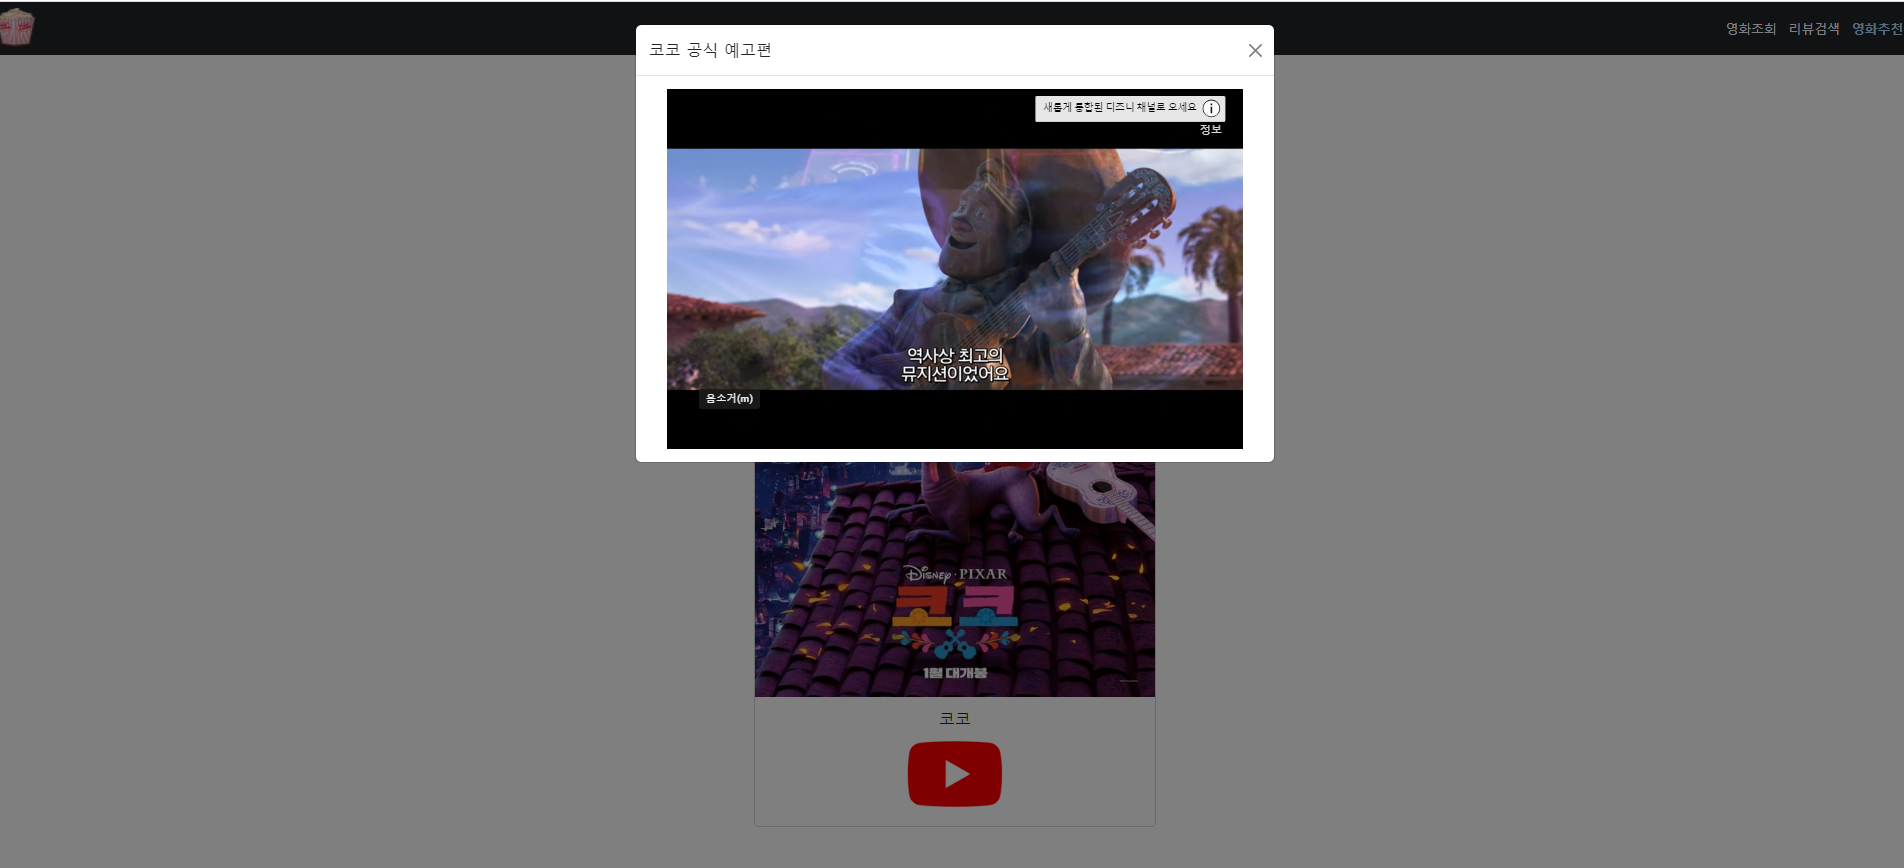 영화조회 리뷰검색 영화추천
코코 공식 예고편
새롭게 통합된 디즈니 채널로 오세요
정보
역사상 최고의
뮤지션이었어요
음소거(m)
DISNEY · PIXAR
코코
1월 대개봉
코코